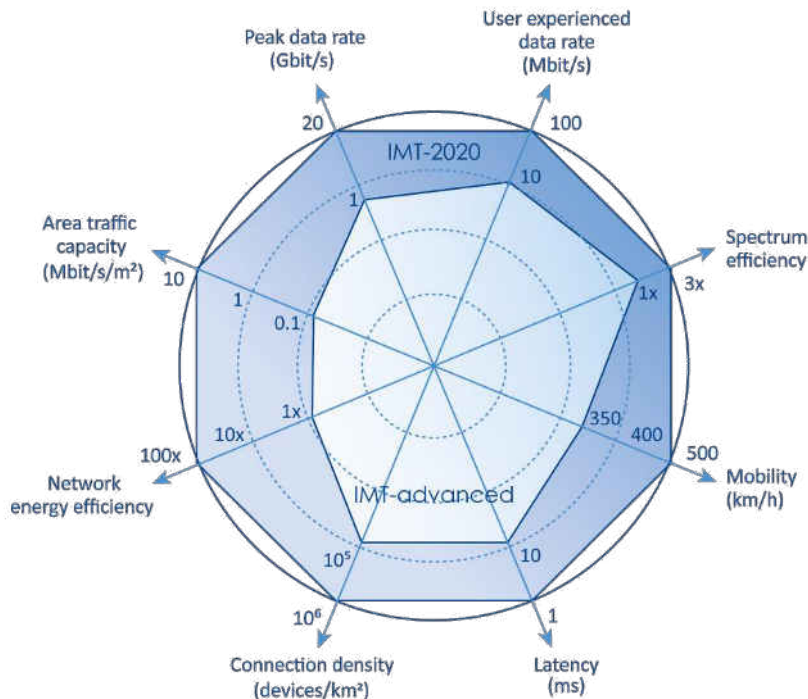 Peak data rate
(Gbit/s)
User experienced
data rate
(Mbit/s)
20
100
IMT-2020
1
10
Area traffic
capacity
(Mbit/s/m²)
Spectrum
efficiency
10
1
0.1
1x
3x
1x
10x
100x
350
400
500
Network
energy efficiency
Mobility
(km/h)
IMT-advanced
10⁵
10
10⁶
1
Connection density
(devices/km²)
Latency
(ms)